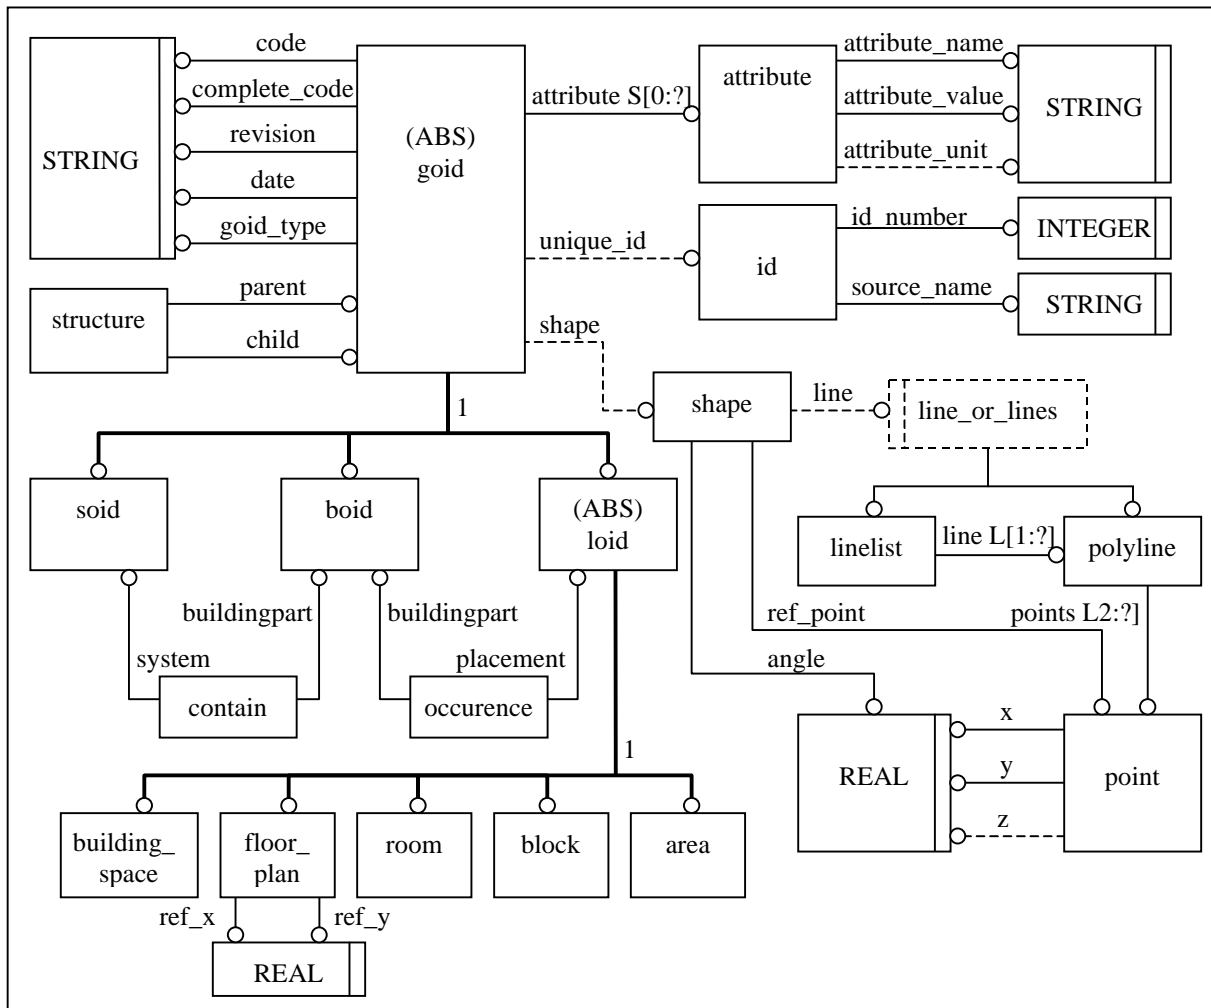 code
complete_code
revision
date
goid_type
STRING
(ABS)
goid
attribute S[0:?]
attribute
attribute_name
attribute_value
attribute_unit
STRING
unique_id
id
id_number
INTEGER
source_name
STRING
structure
parent
child
shape
shape
line
line_or_lines
1
soid
boid
(ABS)
loid
linelist
line L[1:?]
polyline
buildingpart
buildingpart
system
placement
contain
occurence
ref_point
points L2:?]
angle
REAL
x
y
z
point
1
building_
space
floor_
plan
room
block
area
ref_x
ref_y
REAL